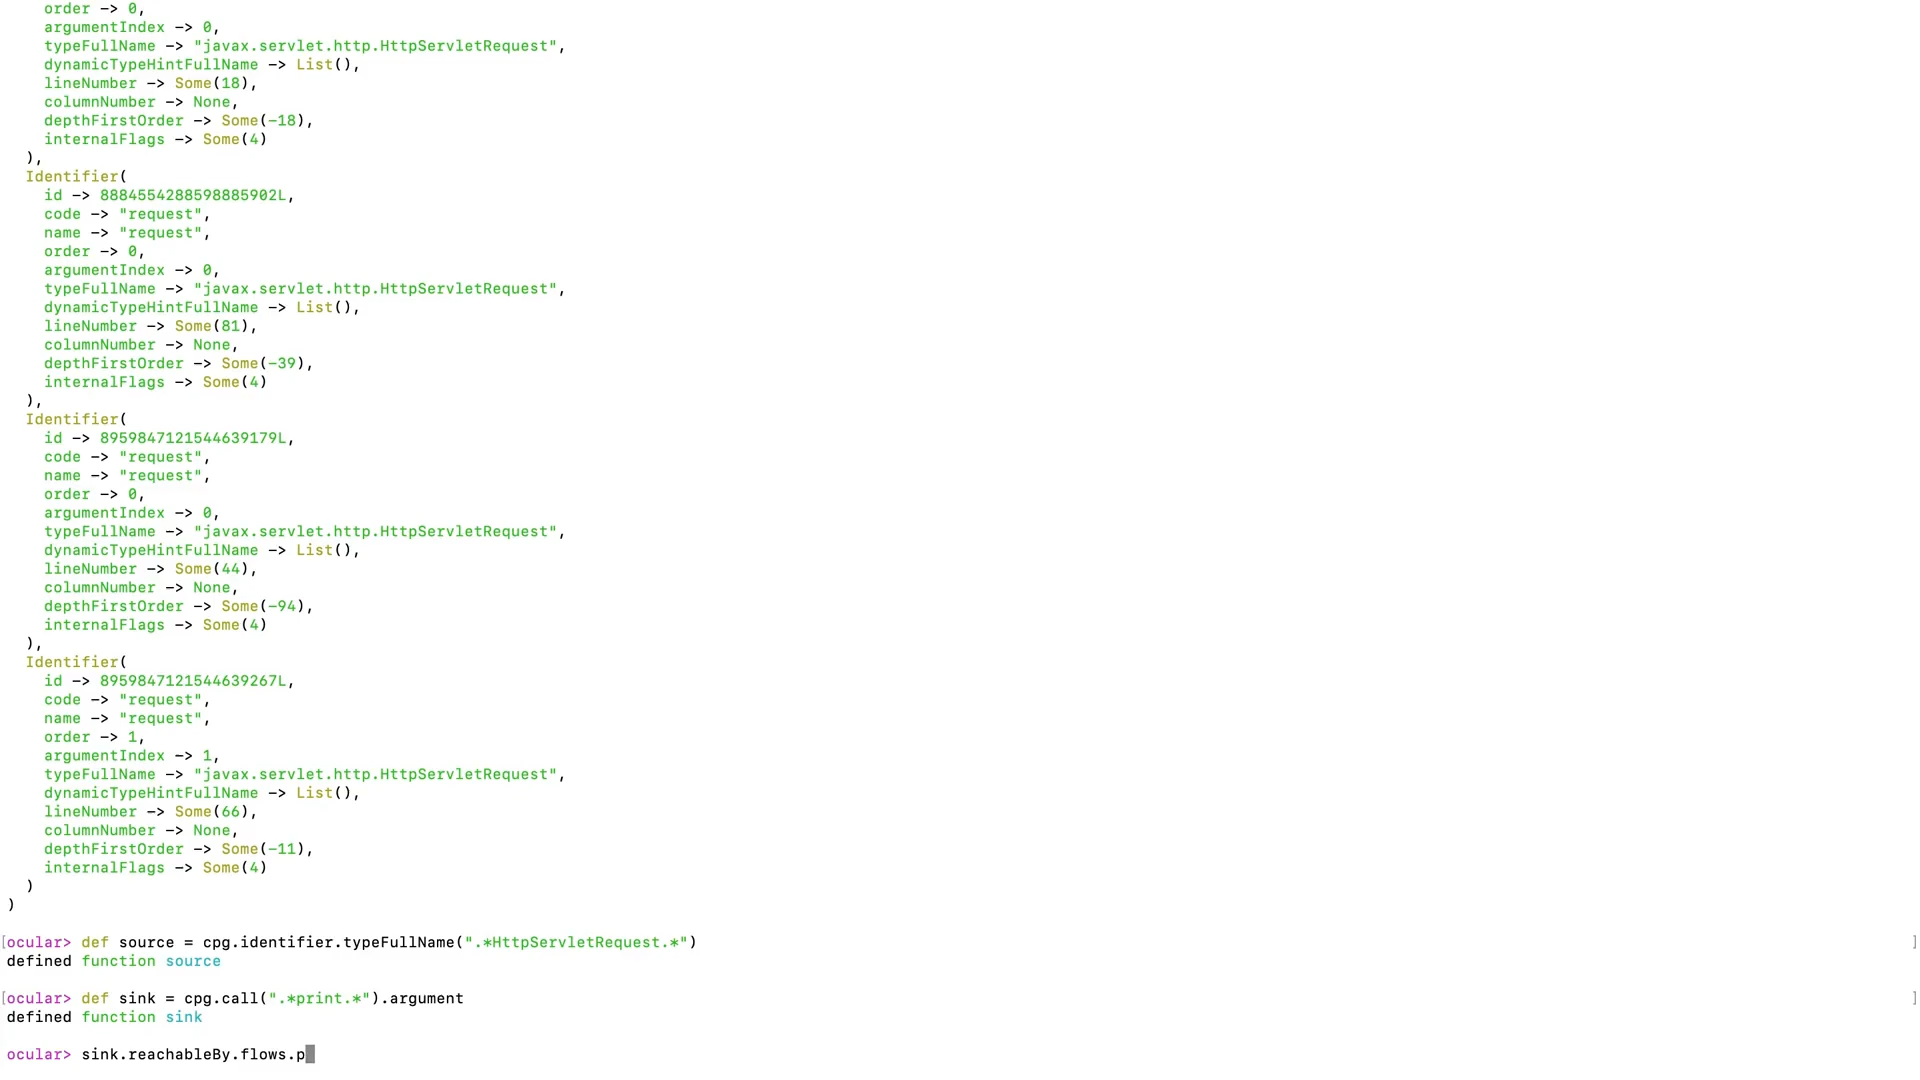 order -> 0,
argumentIndex -> 0,
typeFullName -> "javax.servlet.http.HttpServletRequest",
dynamicTypeHintFullName -> List(),
lineNumber -> Some(18),
columnNumber -> None,
depthFirstOrder -> Some(-18),
internalFlags -> Some(4)
),
Identifier(
id -> 8884554288598885902L,
code -> "request",
name -> "request",
order -> 0,
argumentIndex -> 0,
typeFullName -> "javax.servlet.http.HttpServletRequest",
dynamicTypeHintFullName -> List(),
lineNumber -> Some(81),
columnNumber -> None,
depthFirstOrder -> Some(-39),
internalFlags -> Some(4)
),
Identifier(
id -> 8959847121544639179L,
code -> "request",
name -> "request",
order -> 0,
argumentIndex -> 0,
typeFullName -> "javax.servlet.http.HttpServletRequest",
dynamicTypeHintFullName -> List(),
lineNumber -> Some(44),
columnNumber -> None,
depthFirstOrder -> Some(-94),
internalFlags -> Some(4)
),
Identifier(
id -> 8959847121544639267L,
code -> "request",
name -> "request",
order -> 1,
argumentIndex -> 1,
typeFullName -> "javax.servlet.http.HttpServletRequest",
dynamicTypeHintFullName -> List(),
lineNumber -> Some(66),
columnNumber -> None,
depthFirstOrder -> Some(-11),
internalFlags -> Some(4)
)
)
[ocular> def source = cpg.identifier.typeFullName(".*HttpServletRequest.*") ]
defined function source
[ocular> def sink = cpg.call(".*print.*").argument ]
defined function sink
ocular> sink.reachableBy.flows.p